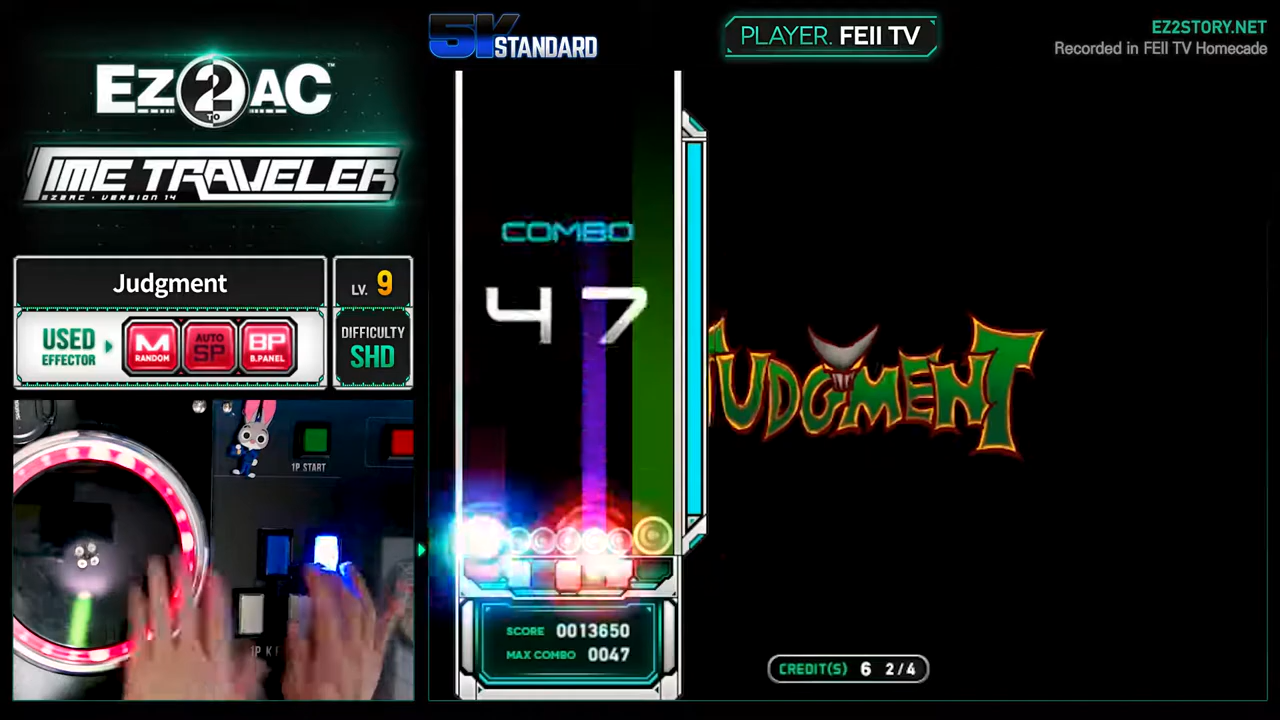 5K STANDARD
PLAYER. FEII TV
EZ2STORY.NET
Recorded in FEII TV Homecade
Ez2AC™
TO
TIME TRAVELER
EZ2AC · VERSION 14
Judgment
LV. 9
USED EFFECTOR
M RANDOM
AUTO SP
BP B.PANEL
DIFFICULTY
SHD
1P START
COMBO
47
JUDGMENT
SCORE 0013650
MAX COMBO 0047
CREDIT(S) 6 2/4